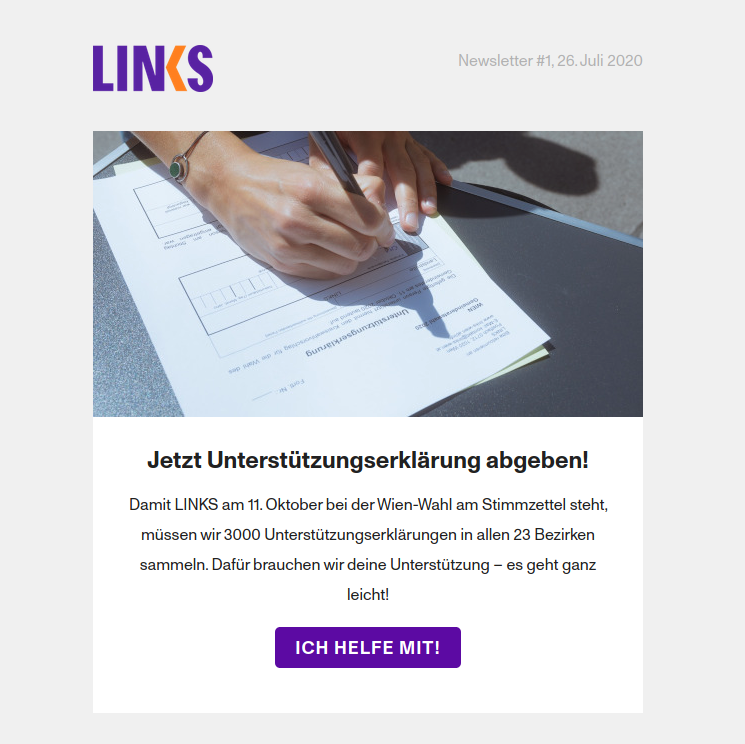 LINKS
Newsletter #1, 26. Juli 2020
Unterstützungserklärung
WIEN
Jetzt Unterstützungserklärung abgeben!
Damit LINKS am 11. Oktober bei der Wien-Wahl am Stimmzettel steht,
müssen wir 3000 Unterstützungserklärungen in allen 23 Bezirken
sammeln. Dafür brauchen wir deine Unterstützung – es geht ganz
leicht!
ICH HELFE MIT!